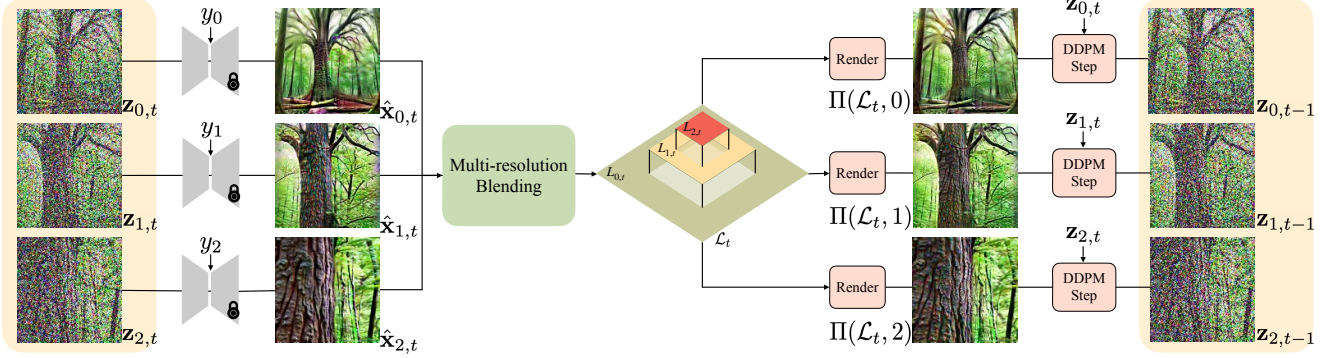 y_0
z_{0,t}
x̂_{0,t}
y_1
z_{1,t}
x̂_{1,t}
y_2
z_{2,t}
x̂_{2,t}
Multi-resolution
Blending
L_{2,t}
L_{1,t}
L_{0,t}
ℒ_t
Render
Π(ℒ_t, 0)
z_{0,t}
DDPM
Step
z_{0,t−1}
Render
Π(ℒ_t, 1)
z_{1,t}
DDPM
Step
z_{1,t−1}
Render
Π(ℒ_t, 2)
z_{2,t}
DDPM
Step
z_{2,t−1}